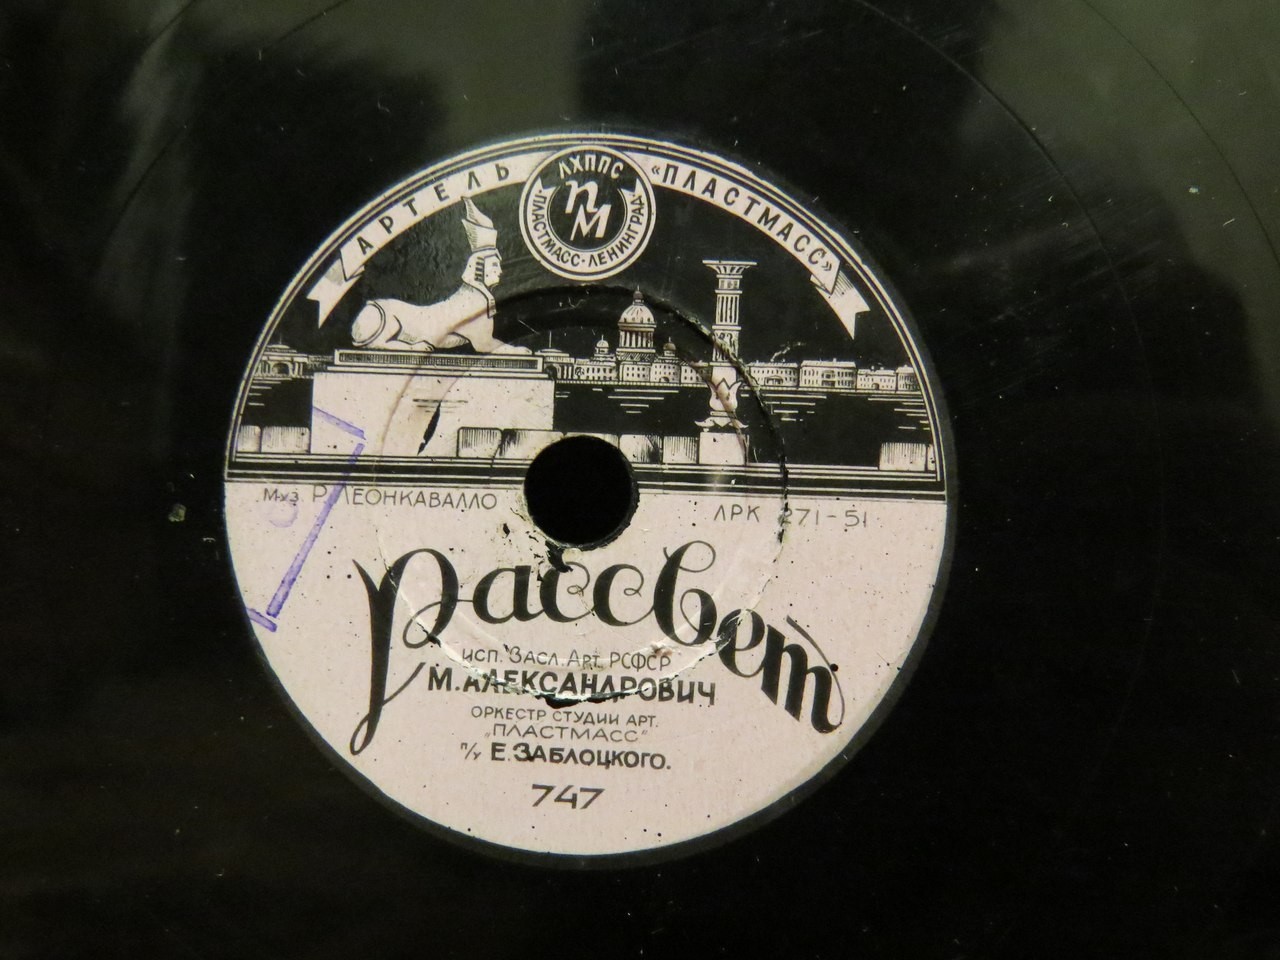 АРТЕЛЬ
«ПЛАСТМАСС»
ЛХППС
ПМ
ПЛАСТМАСС-ЛЕНИНГРАД
Муз. Р. ЛЕОНКАВАЛЛО
ЛРК 271-51
Рассвет
исп. Засл. Арт. РСФСР
М. АЛЕКСАНДРОВИЧ
ОРКЕСТР СТУДИИ АРТ.
„ПЛАСТМАСС"
п/у Е. ЗАБЛОЦКОГО.
747